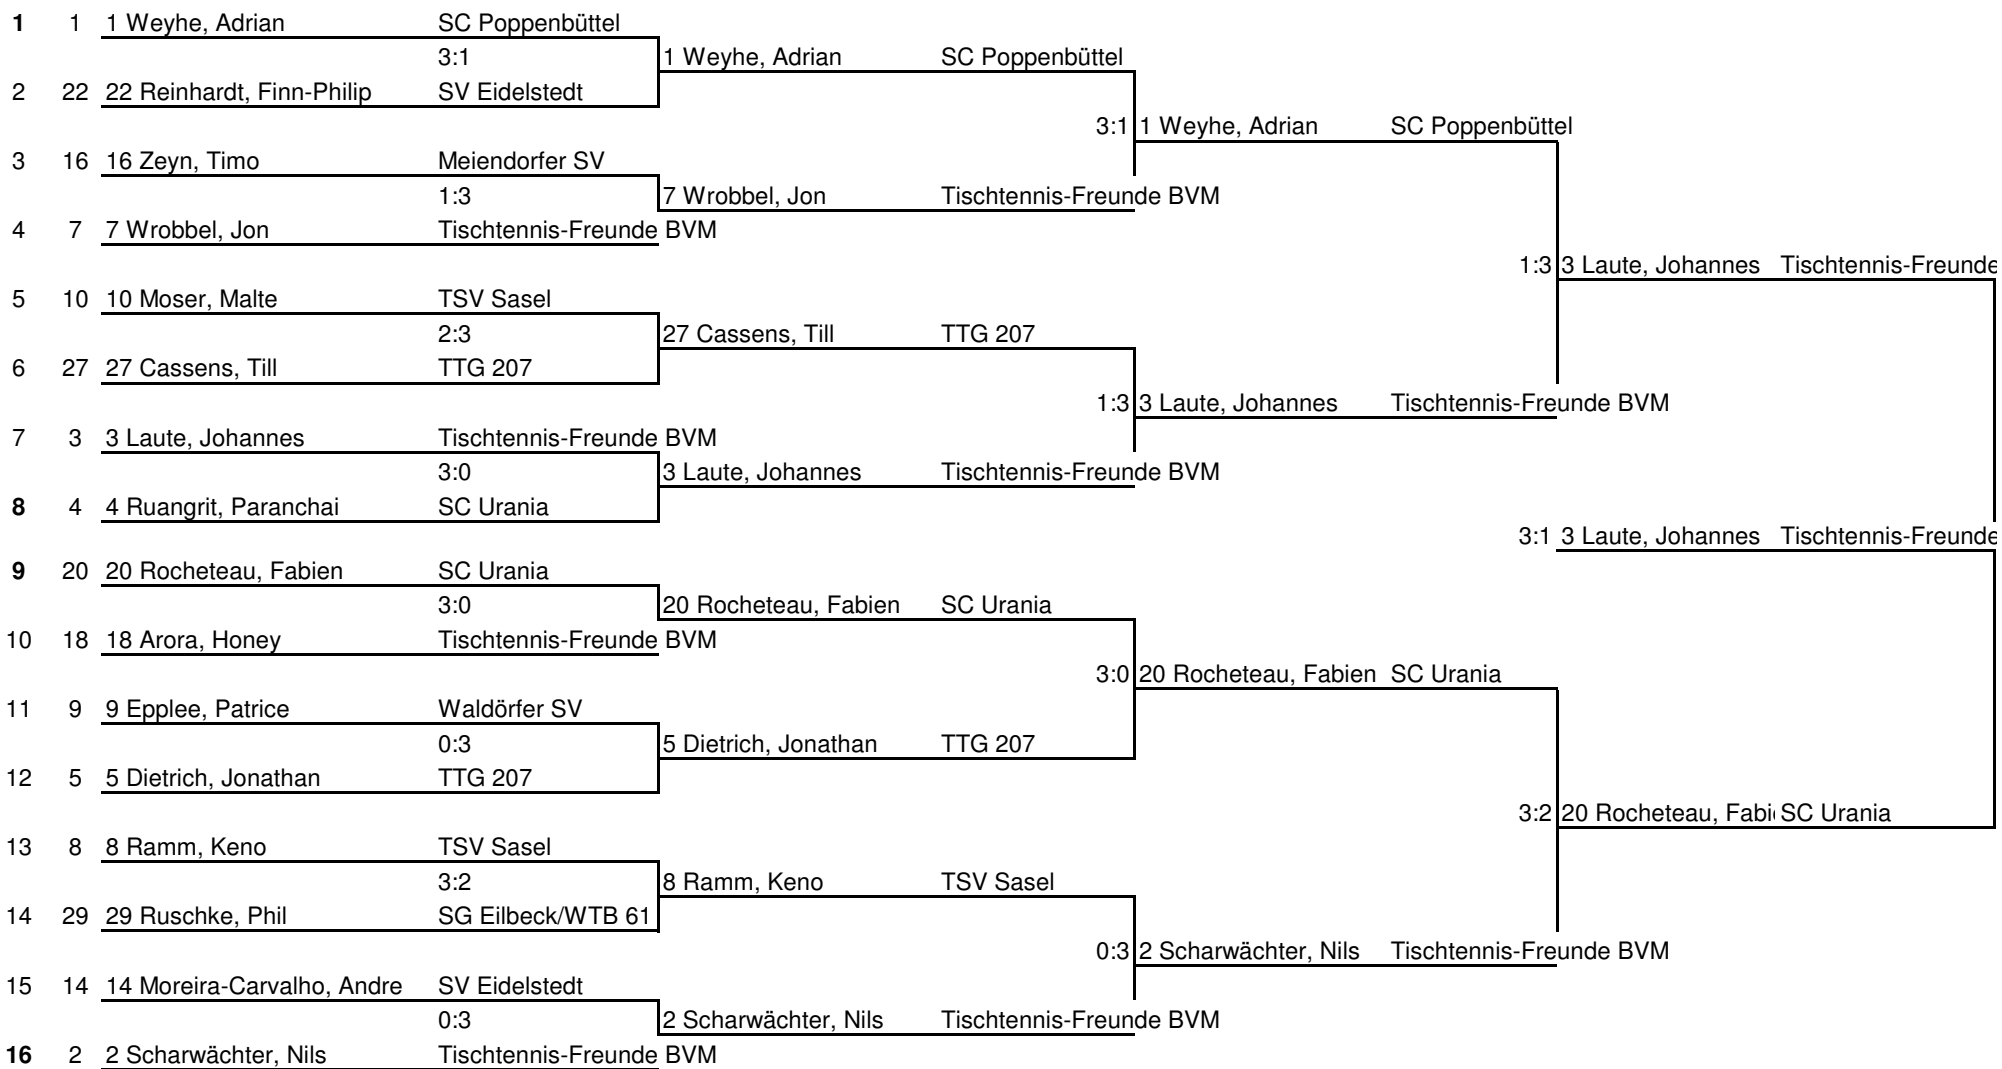 1 1 1 Weyhe, Adrian SC Poppenbüttel
3:1 1 Weyhe, Adrian SC Poppenbüttel
2 22 22 Reinhardt, Finn-Philip SV Eidelstedt
3:1 1 Weyhe, Adrian SC Poppenbüttel
3 16 16 Zeyn, Timo Meiendorfer SV
1:3 7 Wrobbel, Jon Tischtennis-Freunde BVM
4 7 7 Wrobbel, Jon Tischtennis-Freunde BVM
1:3 3 Laute, Johannes Tischtennis-Freunde
5 10 10 Moser, Malte TSV Sasel
2:3 27 Cassens, Till TTG 207
6 27 27 Cassens, Till TTG 207
1:3 3 Laute, Johannes Tischtennis-Freunde BVM
7 3 3 Laute, Johannes Tischtennis-Freunde BVM
3:0 3 Laute, Johannes Tischtennis-Freunde BVM
8 4 4 Ruangrit, Paranchai SC Urania
3:1 3 Laute, Johannes Tischtennis-Freunde
9 20 20 Rocheteau, Fabien SC Urania
3:0 20 Rocheteau, Fabien SC Urania
10 18 18 Arora, Honey Tischtennis-Freunde BVM
3:0 20 Rocheteau, Fabien SC Urania
11 9 9 Epplee, Patrice Waldörfer SV
0:3 5 Dietrich, Jonathan TTG 207
12 5 5 Dietrich, Jonathan TTG 207
3:2 20 Rocheteau, Fabi SC Urania
13 8 8 Ramm, Keno TSV Sasel
3:2 8 Ramm, Keno TSV Sasel
14 29 29 Ruschke, Phil SG Eilbeck/WTB 61
0:3 2 Scharwächter, Nils Tischtennis-Freunde BVM
15 14 14 Moreira-Carvalho, Andre SV Eidelstedt
0:3 2 Scharwächter, Nils Tischtennis-Freunde BVM
16 2 2 Scharwächter, Nils Tischtennis-Freunde BVM